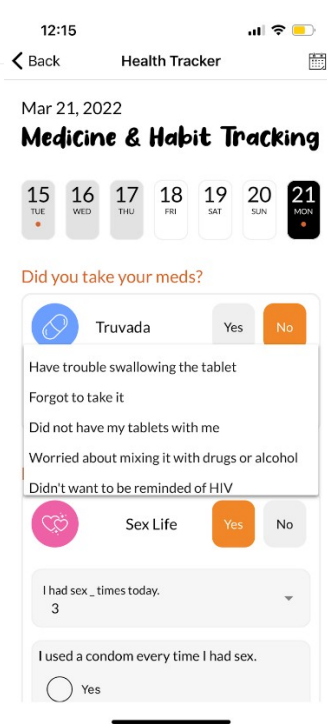 12:15
Back Health Tracker
Mar 21, 2022
Medicine & Habit Tracking
15 16 17 18 19 20 21
TUE WED THU FRI SAT SUN MON
Did you take your meds?
Truvada Yes No
Have trouble swallowing the tablet
Forgot to take it
Did not have my tablets with me
Worried about mixing it with drugs or alcohol
Didn't want to be reminded of HIV
Sex Life Yes No
I had sex _ times today.
3
I used a condom every time I had sex.
Yes